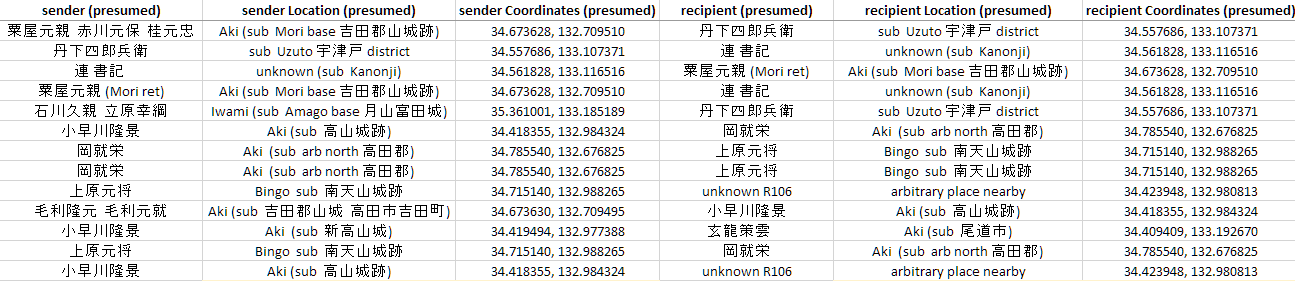 sender (presumed) sender Location (presumed) sender Coordinates (presumed) recipient (presumed) recipient Location (presumed) recipient Coordinates (presumed)
粟屋元親 赤川元保 桂元忠 Aki (sub Mori base 吉田郡山城跡) 34.673628, 132.709510 丹下四郎兵衛 sub Uzuto 宇津戸 district 34.557686, 133.107371
丹下四郎兵衛 sub Uzuto 宇津戸 district 34.557686, 133.107371 連 書記 unknown (sub Kanonji) 34.561828, 133.116516
連 書記 unknown (sub Kanonji) 34.561828, 133.116516 粟屋元親 (Mori ret) Aki (sub Mori base 吉田郡山城跡) 34.673628, 132.709510
粟屋元親 (Mori ret) Aki (sub Mori base 吉田郡山城跡) 34.673628, 132.709510 連 書記 unknown (sub Kanonji) 34.561828, 133.116516
石川久親 立原幸綱 Iwami (sub Amago base 月山富田城) 35.361001, 133.185189 丹下四郎兵衛 sub Uzuto 宇津戸 district 34.557686, 133.107371
小早川隆景 Aki (sub 高山城跡) 34.418355, 132.984324 岡就栄 Aki (sub arb north 高田郡) 34.785540, 132.676825
岡就栄 Aki (sub arb north 高田郡) 34.785540, 132.676825 上原元将 Bingo sub 南天山城跡 34.715140, 132.988265
岡就栄 Aki (sub arb north 高田郡) 34.785540, 132.676825 上原元将 Bingo sub 南天山城跡 34.715140, 132.988265
上原元将 Bingo sub 南天山城跡 34.715140, 132.988265 unknown R106 arbitrary place nearby 34.423948, 132.980813
毛利隆元 毛利元就 Aki (sub 吉田郡山城 高田市吉田町) 34.673630, 132.709495 小早川隆景 Aki (sub 高山城跡) 34.418355, 132.984324
小早川隆景 Aki (sub 新高山城) 34.419494, 132.977388 玄龍策雲 Aki (sub 尾道市) 34.409409, 133.192670
上原元将 Bingo sub 南天山城跡 34.715140, 132.988265 岡就栄 Aki (sub arb north 高田郡) 34.785540, 132.676825
小早川隆景 Aki (sub 高山城跡) 34.418355, 132.984324 unknown R106 arbitrary place nearby 34.423948, 132.980813